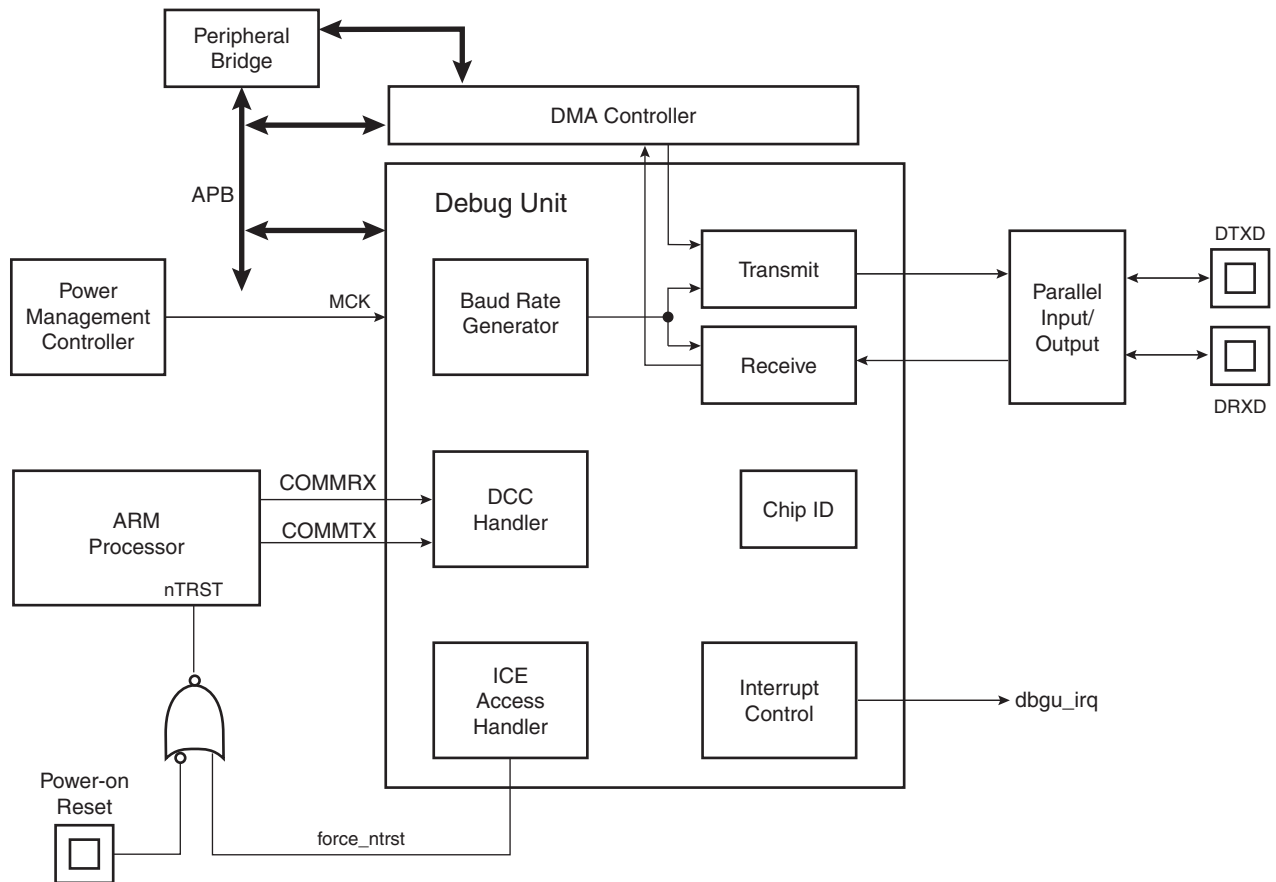 Peripheral
Bridge
DMA Controller
APB
Debug Unit
Power
Management
Controller
MCK
Baud Rate
Generator
Transmit
Receive
Parallel
Input/
Output
DTXD
DRXD
ARM
Processor
nTRST
COMMRX
COMMTX
DCC
Handler
Chip ID
ICE
Access
Handler
Interrupt
Control
dbgu_irq
Power-on
Reset
force_ntrst